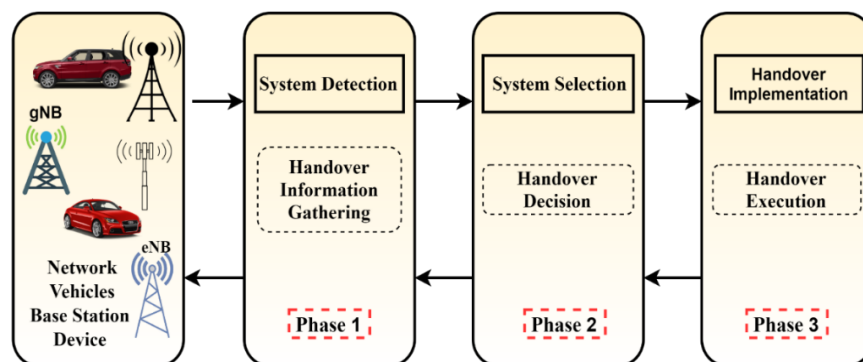 gNB
eNB
Network
Vehicles
Base Station
Device
System Detection
Handover
Information
Gathering
Phase 1
System Selection
Handover
Decision
Phase 2
Handover
Implementation
Handover
Execution
Phase 3